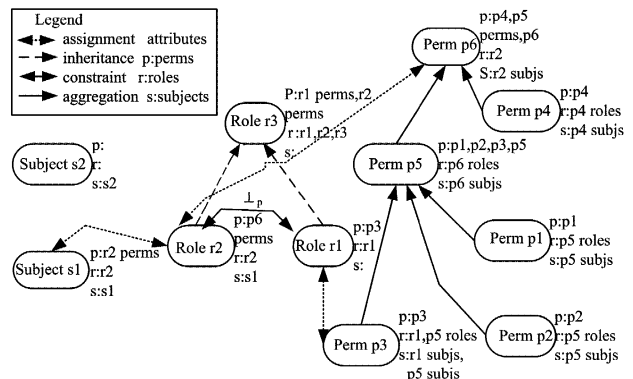 Legend
assignment attributes
inheritance p:perms
constraint r:roles
aggregation s:subjects
Perm p6
p:p4,p5
perms,p6
r:r2
S:r2 subjs
Perm p4
p:p4
r:p4 roles
s:p4 subjs
Role r3
P:r1 perms,r2
perms
r:r1,r2,r3
s:
Subject s2
p:
r:
s:s2
Perm p5
p:p1,p2,p3,p5
r:p6 roles
s:p6 subjs
⊥p
Subject s1
p:r2 perms
r:r2
s:s1
Role r2
p:p6
perms
r:r2
s:s1
Role r1
p:p3
r:r1
s:
Perm p1
p:p1
r:p5 roles
s:p5 subjs
Perm p3
p:p3
r:r1,p5 roles
s:r1 subjs,
p5 subjs
Perm p2
p:p2
r:p5 roles
s:p5 subjs